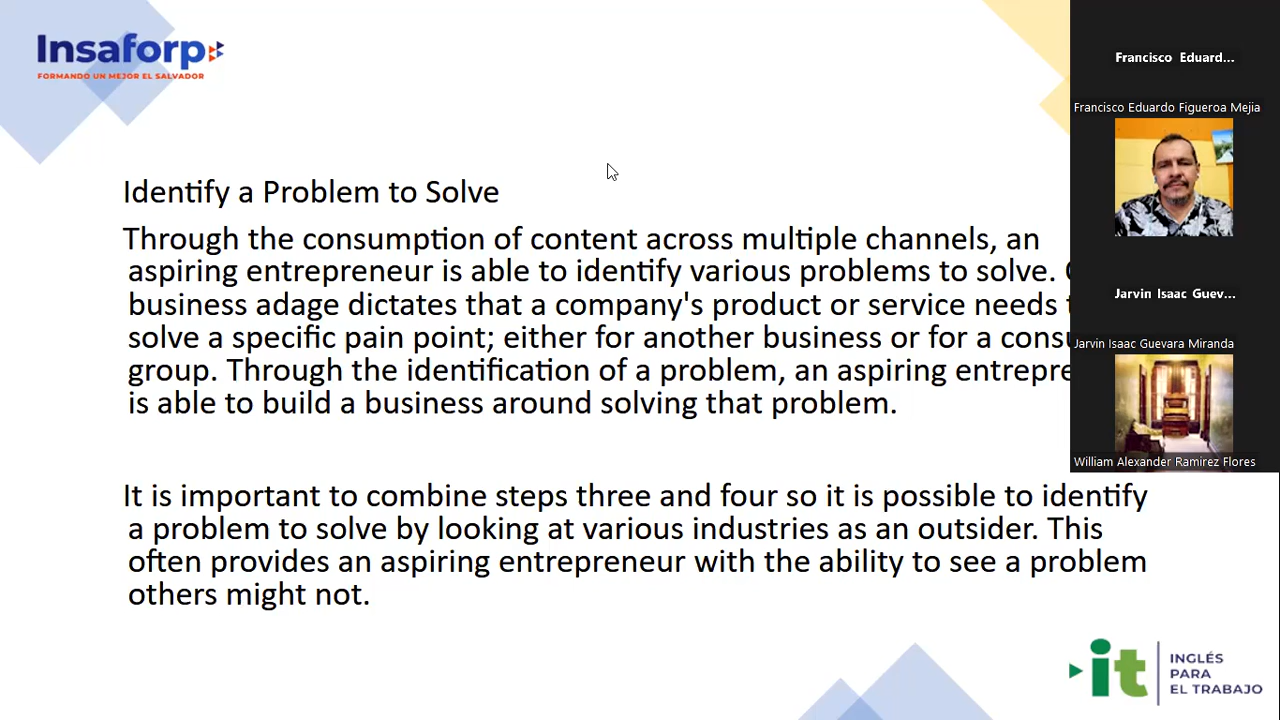 Insaforp
FORMANDO UN MEJOR EL SALVADOR
Identify a Problem to Solve
Through the consumption of content across multiple channels, an
aspiring entrepreneur is able to identify various problems to solve.
business adage dictates that a company's product or service needs
solve a specific pain point; either for another business or for a
group. Through the identification of a problem, an aspiring
is able to build a business around solving that problem.
It is important to combine steps three and four so it is possible to identify
a problem to solve by looking at various industries as an outsider. This
often provides an aspiring entrepreneur with the ability to see a problem
others might not.
Francisco Eduard...
Francisco Eduardo Figueroa Mejia
Jarvin Isaac Guev...
Jarvin Isaac Guevara Miranda
William Alexander Ramirez Flores
it
INGLÉS
PARA
EL TRABAJO